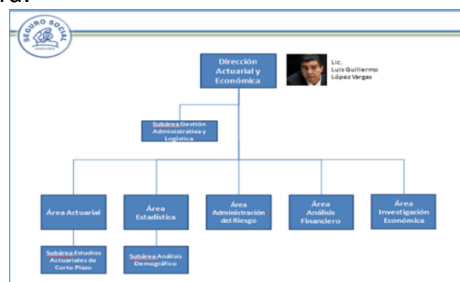 ra.
SEGURO SOCIAL
Dirección
Actuarial y
Económica
Lic.
Luis Guillermo
López Vargas
Subárea Gestión
Administrativa y
Logística
Área Actuarial
Área
Estadística
Área
Administración
del Riesgo
Área
Análisis
Financiero
Área
Investigación
Económica
Subárea Estudios
Actuariales de
Corto Plazo
Subárea Análisis
Demográfico